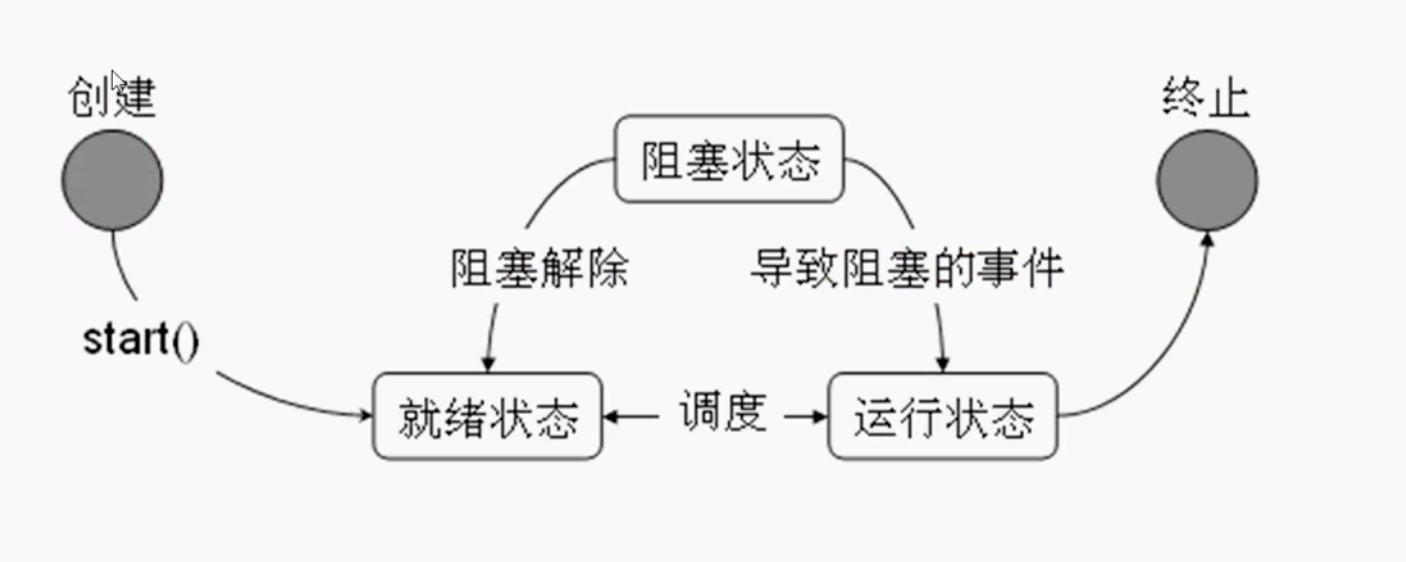 创建
终止
阻塞状态
阻塞解除
导致阻塞的事件
start()
就绪状态
调度
运行状态